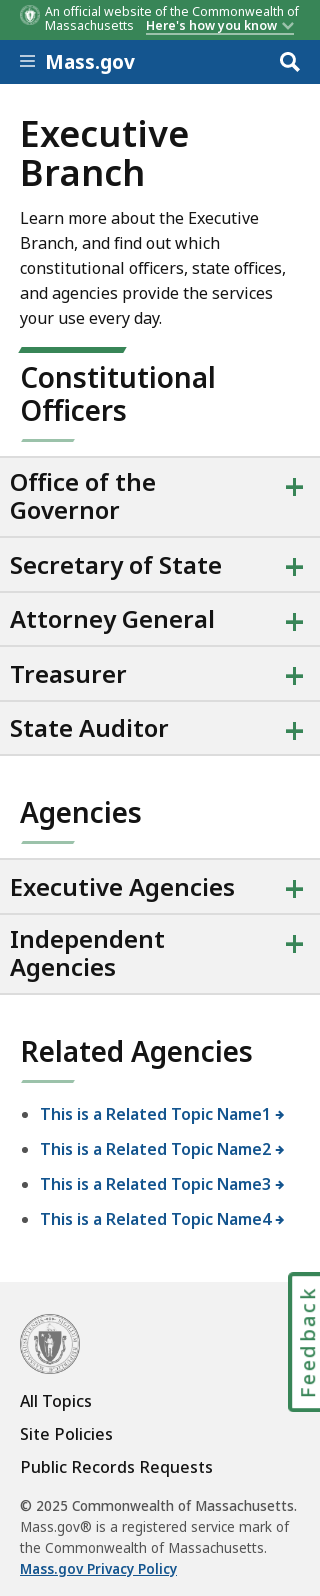 An official website of the Commonwealth of
Massachusetts Here's how you know
Mass.gov
Executive
Branch
Learn more about the Executive
Branch, and find out which
constitutional officers, state offices,
and agencies provide the services
your use every day.
Constitutional
Officers
Office of the
Governor
Secretary of State
Attorney General
Treasurer
State Auditor
Agencies
Executive Agencies
Independent
Agencies
Related Agencies
This is a Related Topic Name1
This is a Related Topic Name2
This is a Related Topic Name3
This is a Related Topic Name4
Feedback
All Topics
Site Policies
Public Records Requests
© 2025 Commonwealth of Massachusetts.
Mass.gov® is a registered service mark of
the Commonwealth of Massachusetts.
Mass.gov Privacy Policy